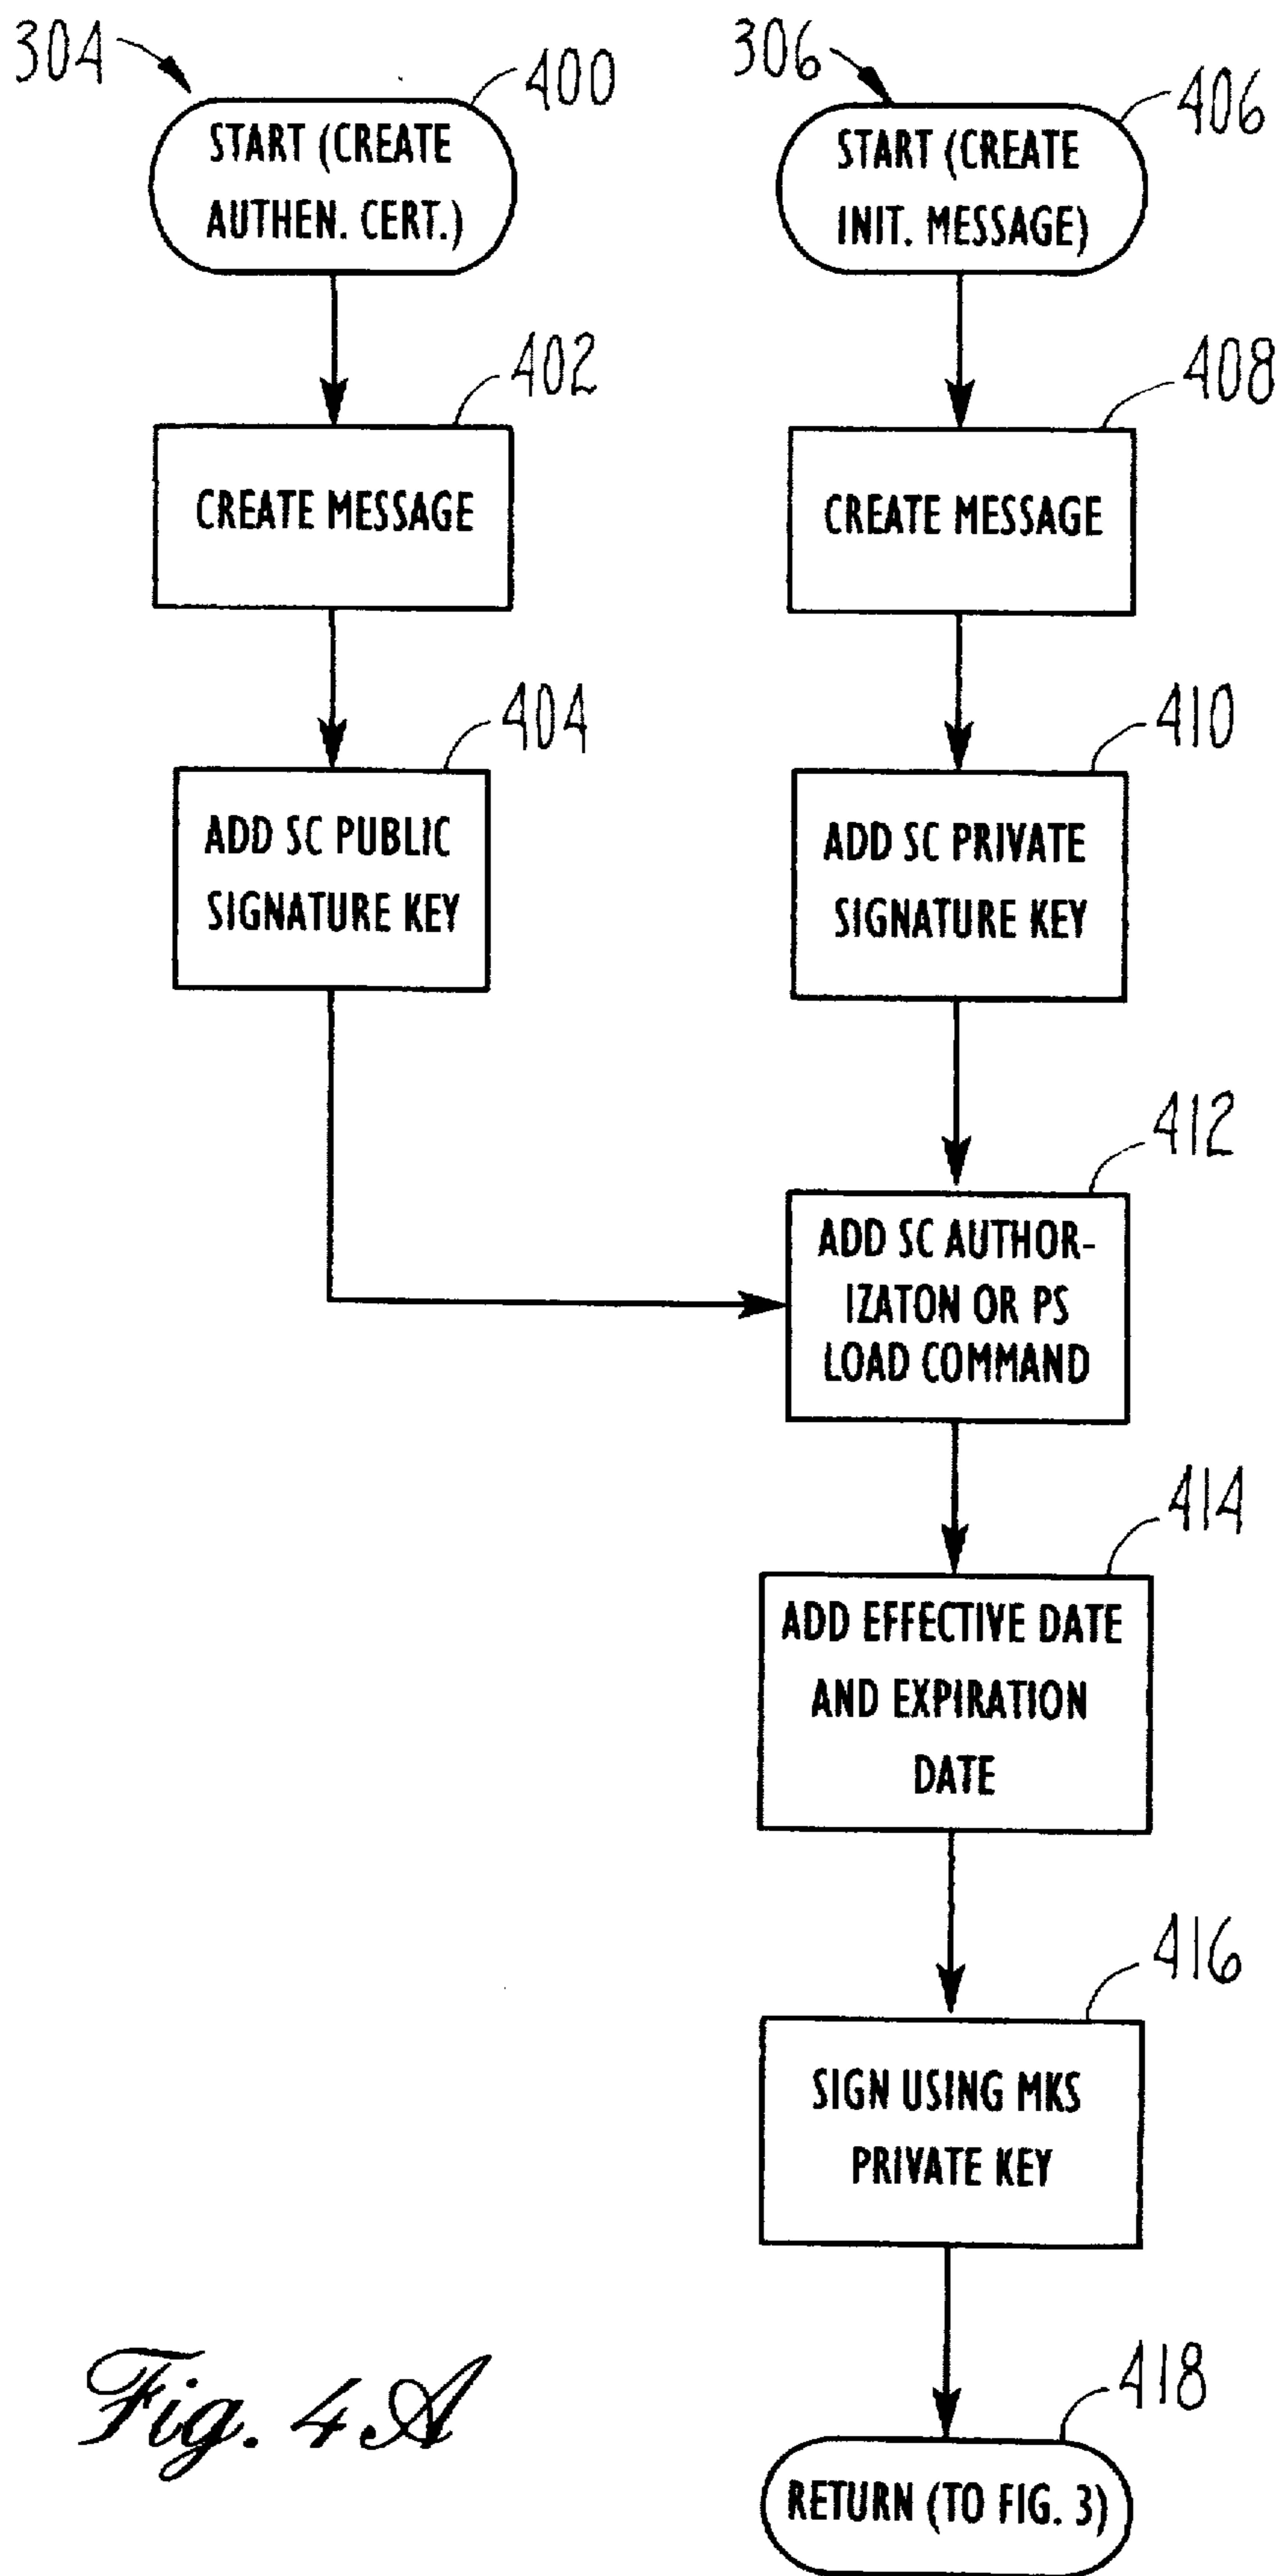 304
400
START (CREATE
AUTHEN. CERT.)
402
CREATE MESSAGE
404
ADD SC PUBLIC
SIGNATURE KEY
306
406
START (CREATE
INIT. MESSAGE)
408
CREATE MESSAGE
410
ADD SC PRIVATE
SIGNATURE KEY
412
ADD SC AUTHOR-
IZATON OR PS
LOAD COMMAND
414
ADD EFFECTIVE DATE
AND EXPIRATION
DATE
416
SIGN USING MKS
PRIVATE KEY
418
RETURN (TO FIG. 3)
Fig. 4A